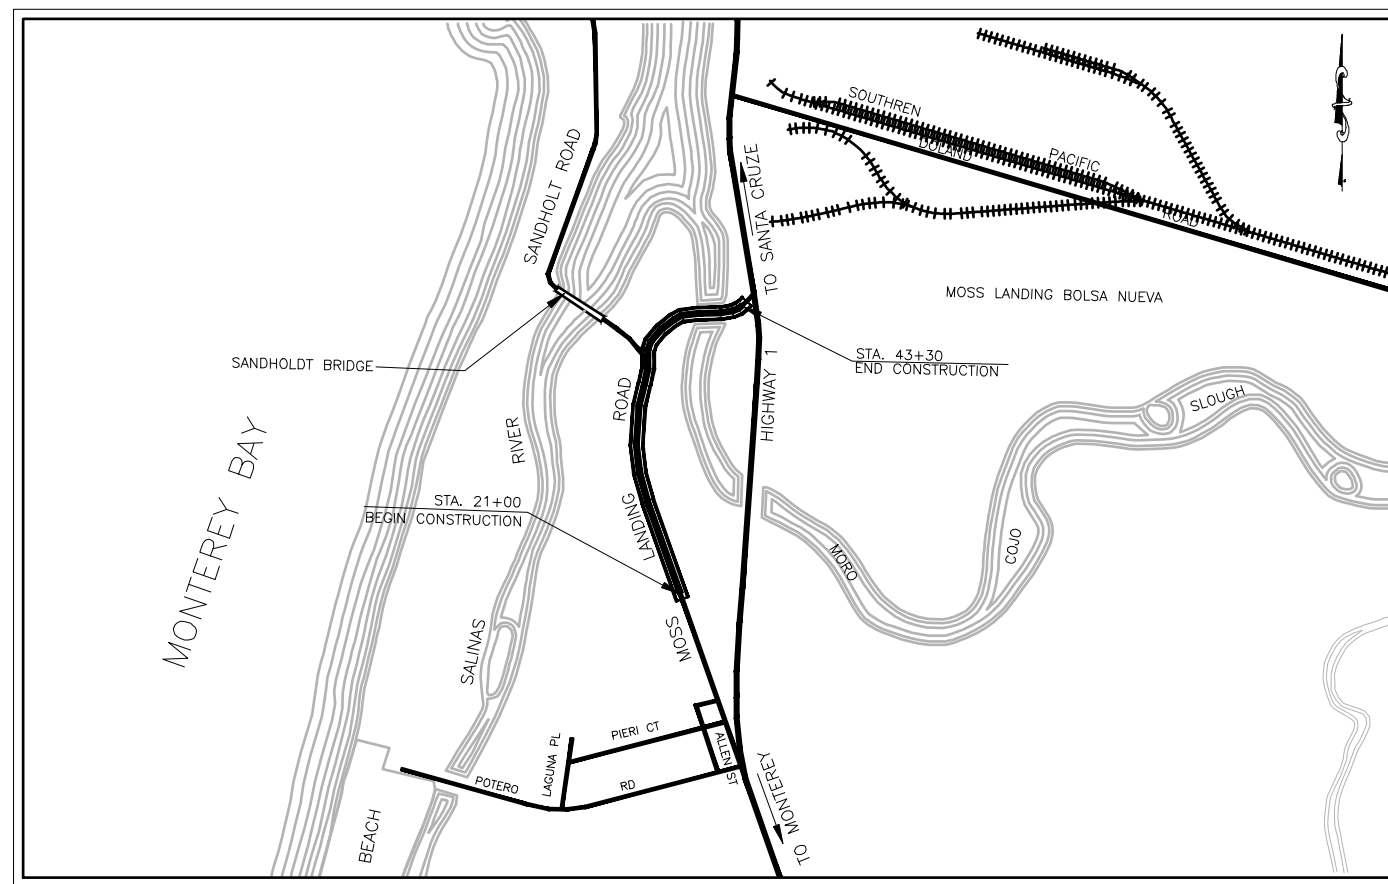 SOUTHREN
PACIFIC
DOLAND
ROAD
SANDHOLT ROAD
TO SANTA CRUZE
MOSS LANDING BOLSA NUEVA
SANDHOLDT BRIDGE
STA. 43+30
END CONSTRUCTION
HIGHWAY 1
MOSS LANDING ROAD
SLOUGH
MONTEREY BAY
SALINAS RIVER
STA. 21+00
BEGIN CONSTRUCTION
MORO
COJO
PIERI CT
LAGUNA PL
ALLEN ST
POTERO
RD
TO MONTEREY
BEACH